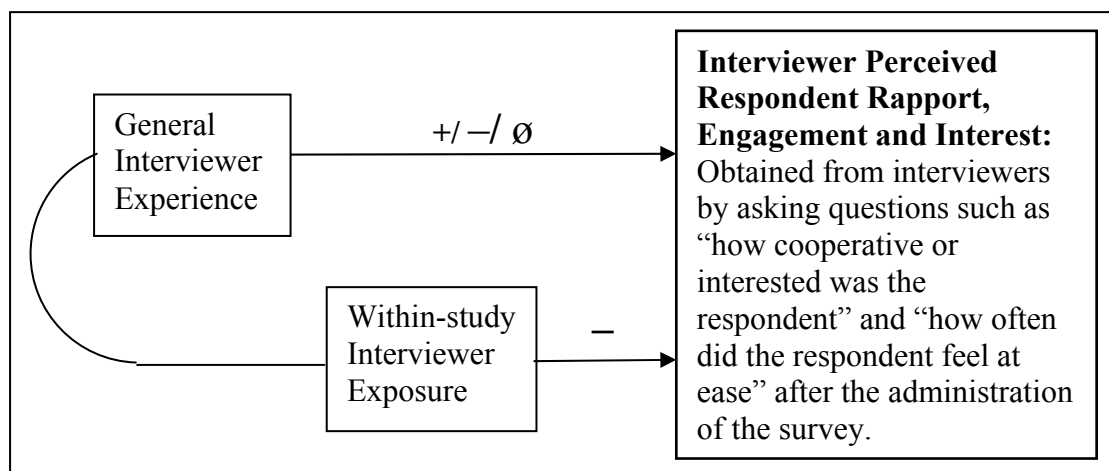 General
Interviewer
Experience
+/ –/ ø
Within-study
Interviewer
Exposure
–
Interviewer Perceived
Respondent Rapport,
Engagement and Interest:
Obtained from interviewers
by asking questions such as
“how cooperative or
interested was the
respondent” and “how often
did the respondent feel at
ease” after the administration
of the survey.